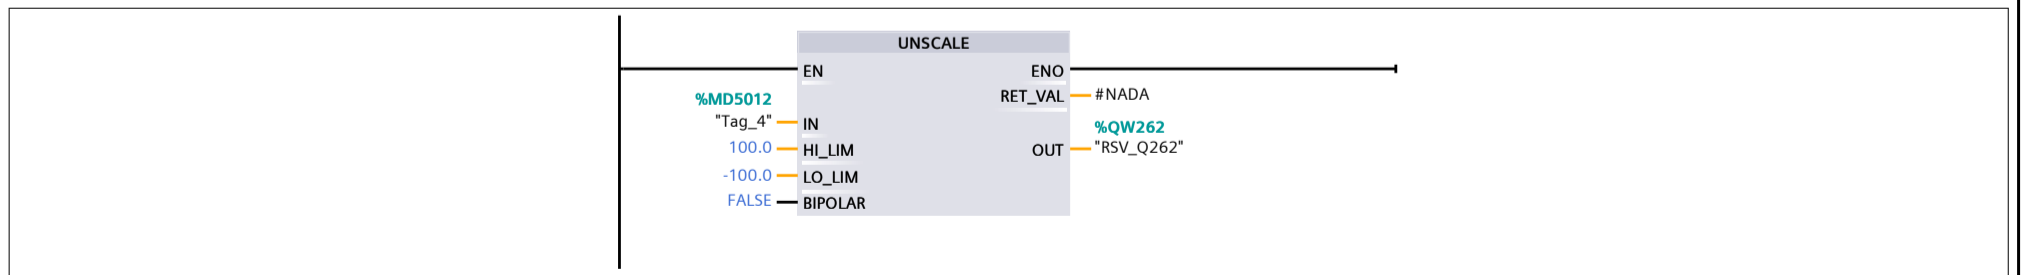 UNSCALE
EN ENO
RET_VAL #NADA
%MD5012
"Tag_4" IN
%QW262
100.0 HI_LIM OUT "RSV_Q262"
-100.0 LO_LIM
FALSE BIPOLAR